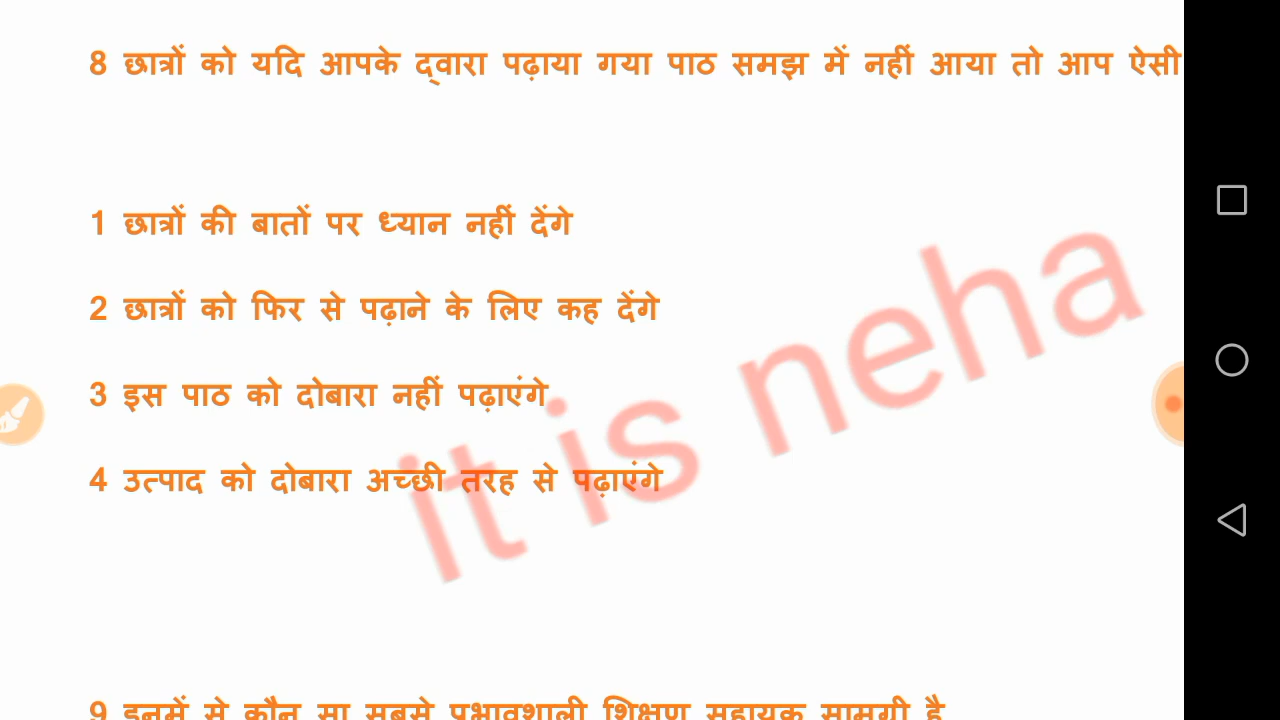 8 छात्रों को यदि आपके द्वारा पढ़ाया गया पाठ समझ में नहीं आया तो आप ऐसी
1 छात्रों की बातों पर ध्यान नहीं देंगे
2 छात्रों को फिर से पढ़ाने के लिए कह देंगे
3 इस पाठ को दोबारा नहीं पढ़ाएंगे
4 उत्पाद को दोबारा अच्छी तरह से पढ़ाएंगे
it is neha
9 इनमें से कौन सा सबसे प्रभावशाली शिक्षण सहायक सामग्री है